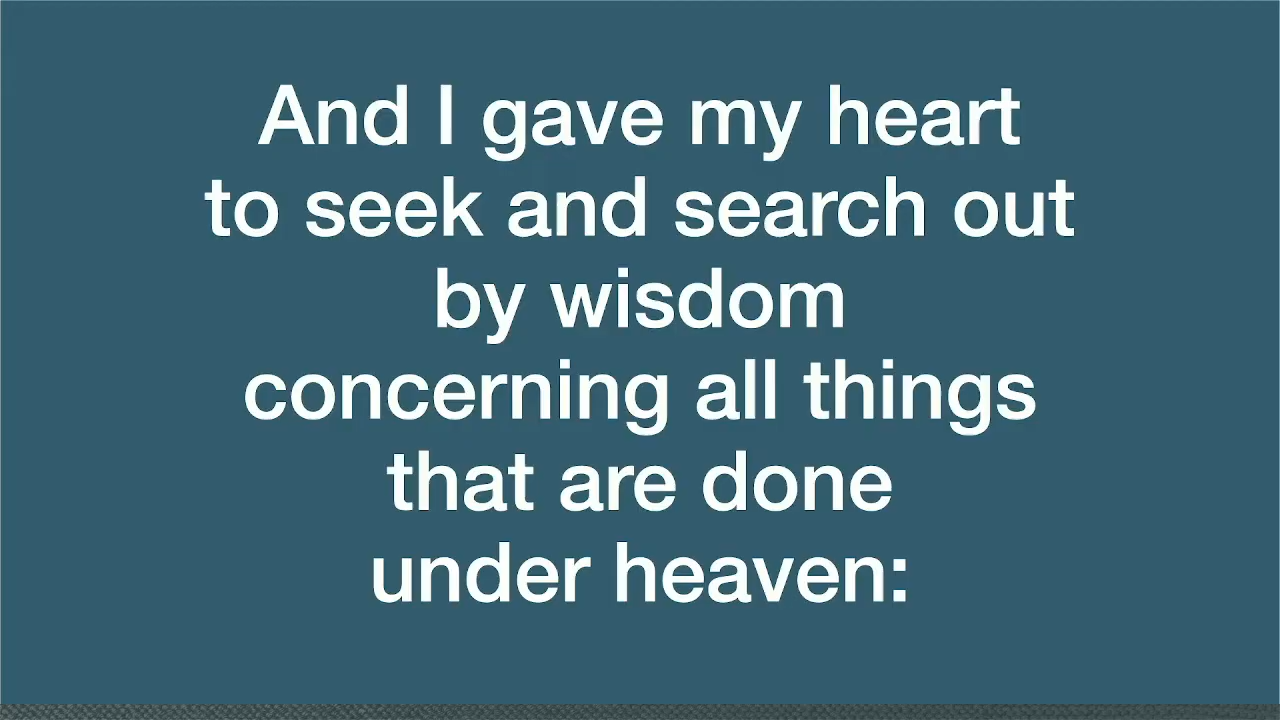 And I gave my heart
to seek and search out
by wisdom
concerning all things
that are done
under heaven: